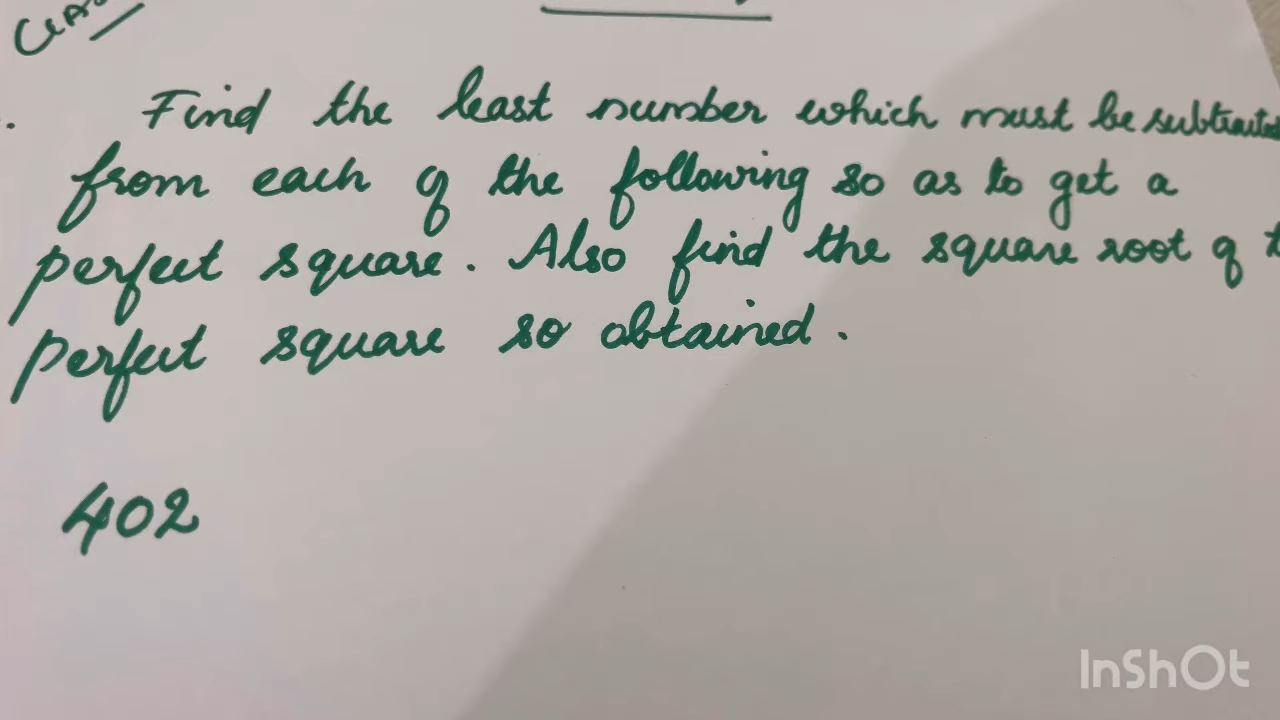 Find the least number which must be subtracted
from each of the following so as to get a
perfect square. Also find the square root of
perfect square so obtained.
402
InShOt